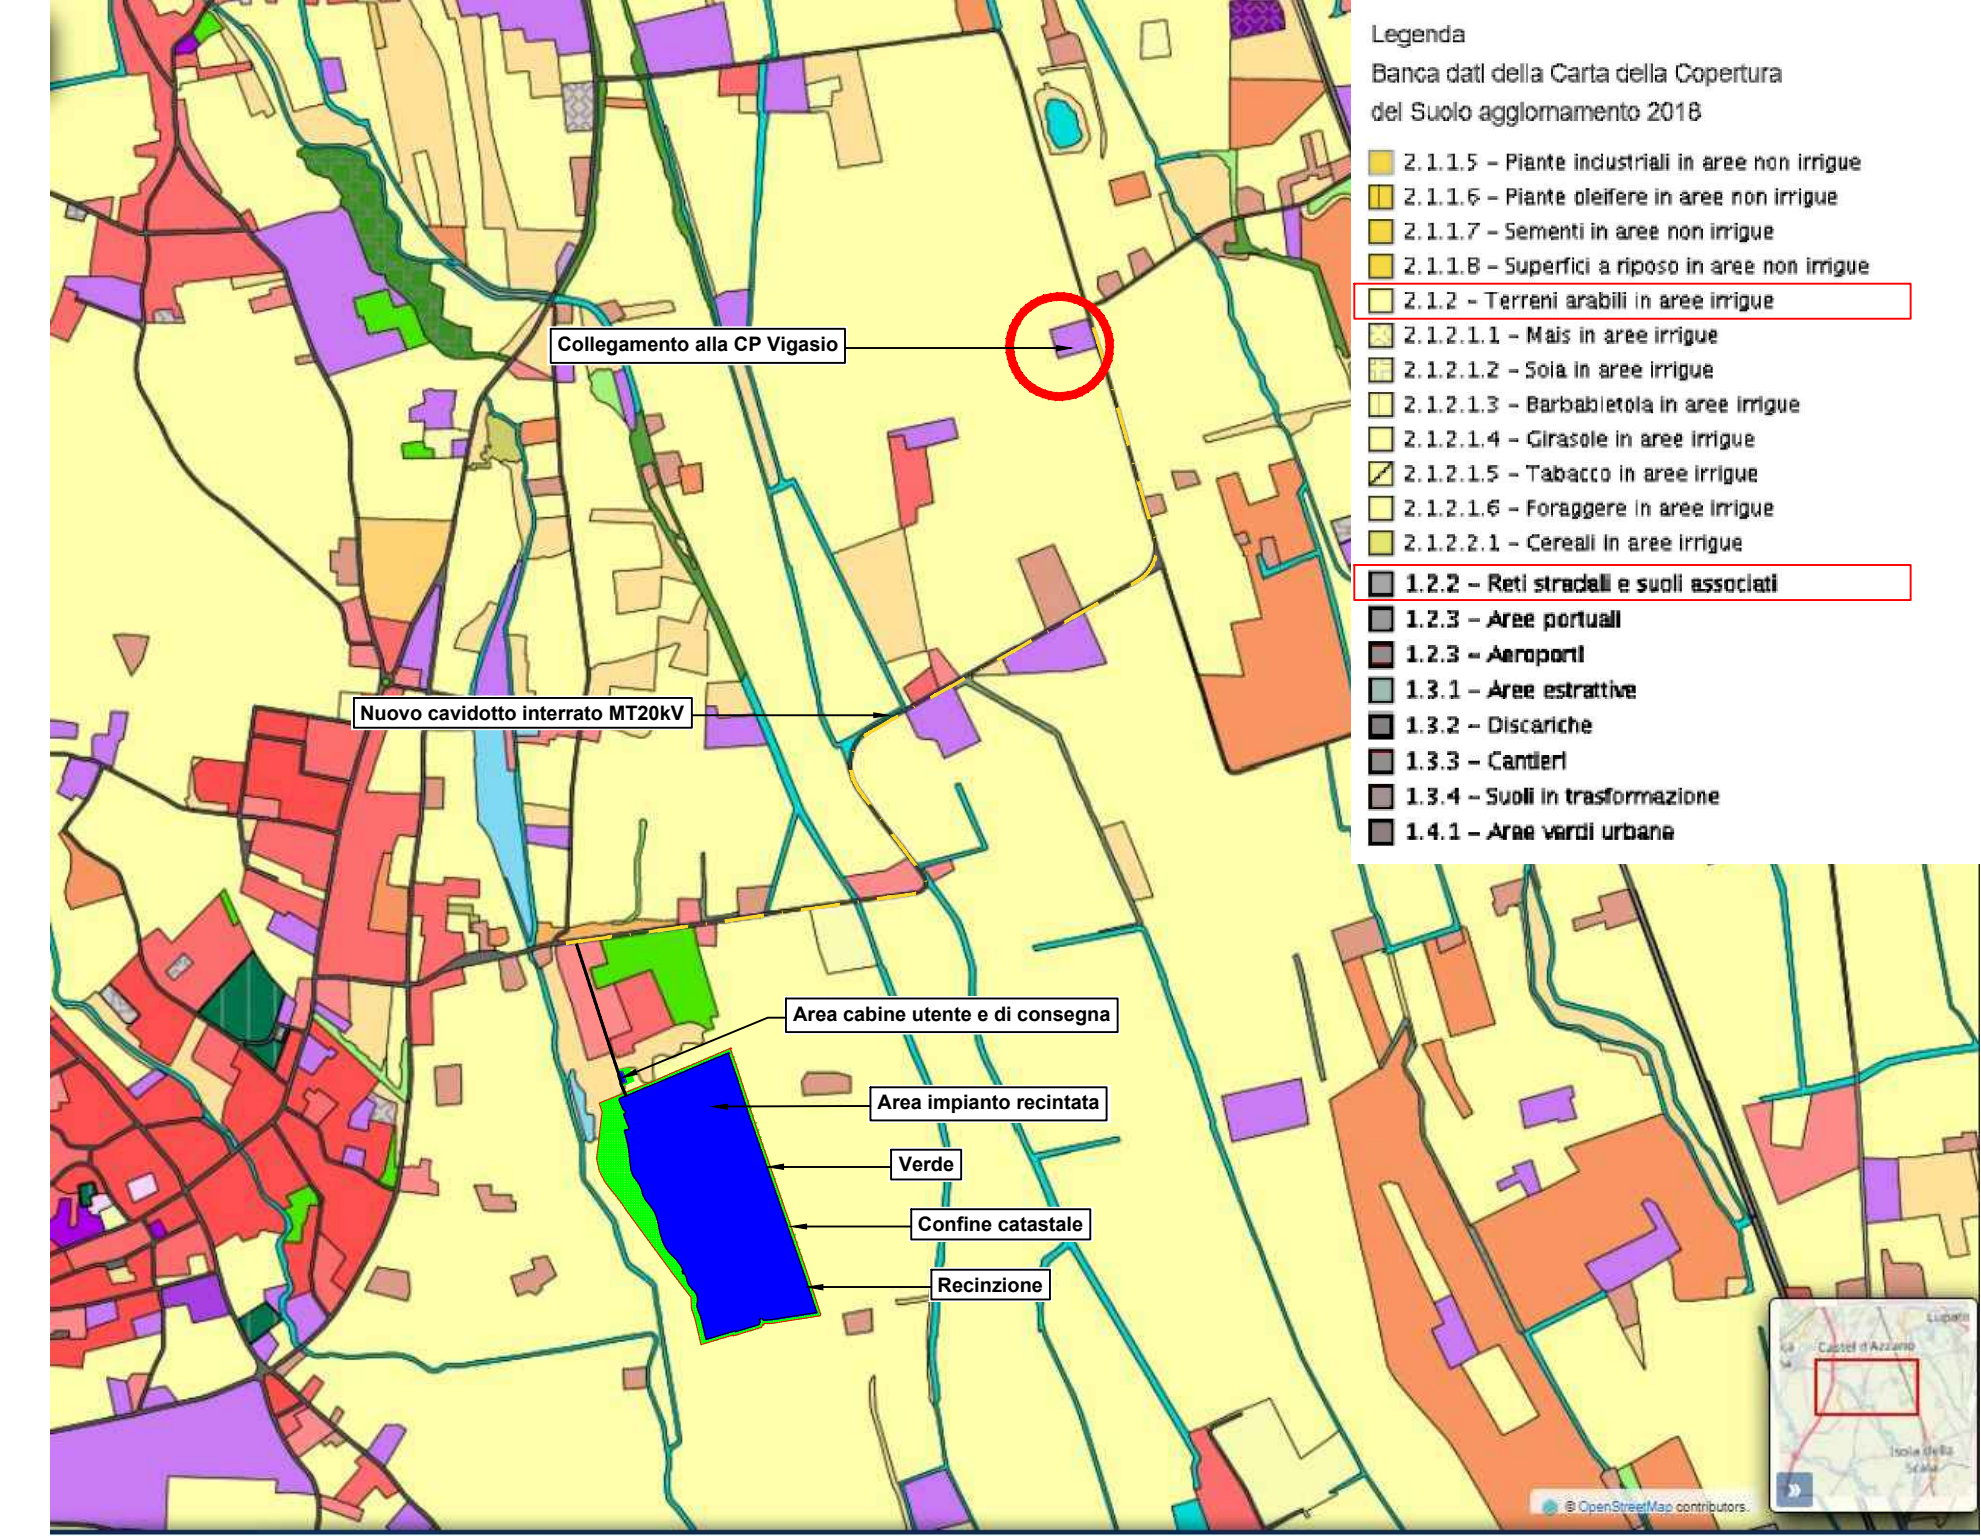 Legenda
Banca dati della Carta della Copertura
del Suolo aggiornamento 2018
2.1.1.5 – Piante industriali in aree non irrigue
2.1.1.6 – Piante oleifere in aree non irrigue
2.1.1.7 – Sementi in aree non irrigue
2.1.1.8 – Superfici a riposo in aree non irrigue
2.1.2 – Terreni arabili in aree irrigue
2.1.2.1.1 – Mais in aree irrigue
2.1.2.1.2 – Soia in aree irrigue
2.1.2.1.3 – Barbabietola in aree irrigue
2.1.2.1.4 – Girasole in aree irrigue
2.1.2.1.5 – Tabacco in aree irrigue
2.1.2.1.6 – Foraggere in aree irrigue
2.1.2.2.1 – Cereali in aree irrigue
1.2.2 – Reti stradali e suoli associati
1.2.3 – Aree portuali
1.2.3 – Aeroporti
1.3.1 – Aree estrattive
1.3.2 – Discariche
1.3.3 – Cantieri
1.3.4 – Suoli in trasformazione
1.4.1 – Aree verdi urbane
Collegamento alla CP Vigasio
Nuovo cavidotto interrato MT20kV
Area cabine utente e di consegna
Area impianto recintata
Verde
Confine catastale
Recinzione
Lupato
Castel d'Azzano
Isola della
Scala
»
© OpenStreetMap contributors.